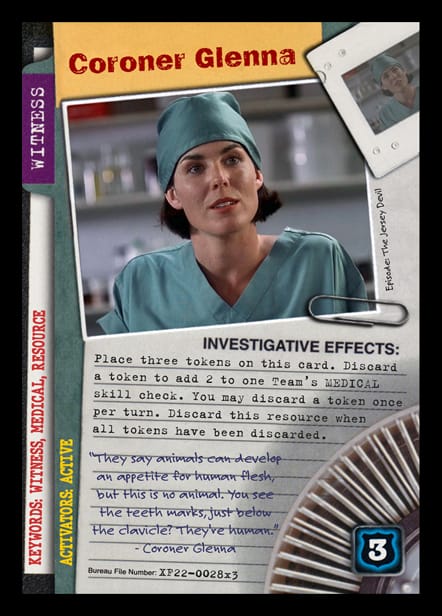 Coroner Glenna
WITNESS
Episode: The Jersey Devil
INVESTIGATIVE EFFECTS:
Place three tokens on this card. Discard
a token to add 2 to one Team's MEDICAL
skill check. You may discard a token once
per turn. Discard this resource when
all tokens have been discarded.
"They say animals can develop
an appetite for human flesh,
but this is no animal. You see
the teeth marks, just below
the clavicle? They're human."
- Coroner Glenna
Bureau File Number: XF22-0028x3
3
KEYWORDS: WITNESS, MEDICAL, RESOURCE
ACTIVATORS: ACTIVE